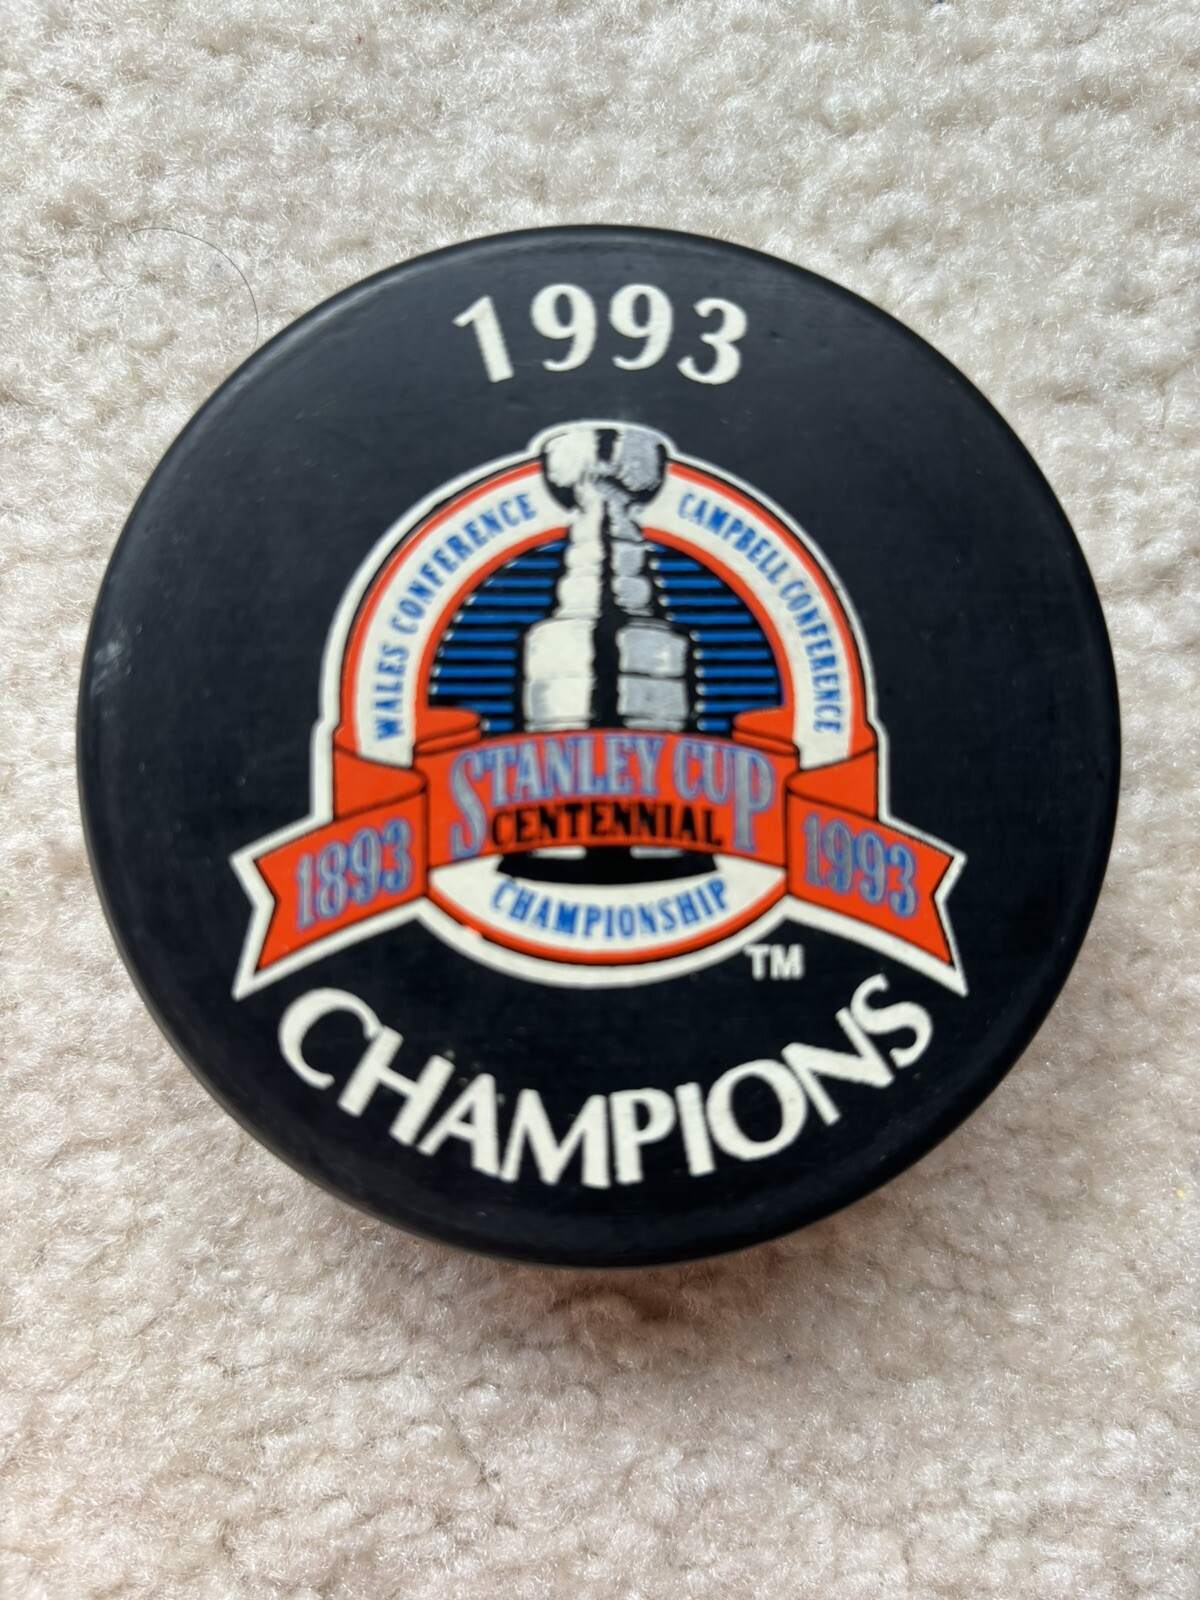 1993
WALES CONFERENCE
CAMPBELL CONFERENCE
STANLEY CUP
CENTENNIAL
1893
1993
CHAMPIONSHIP
TM
CHAMPIONS